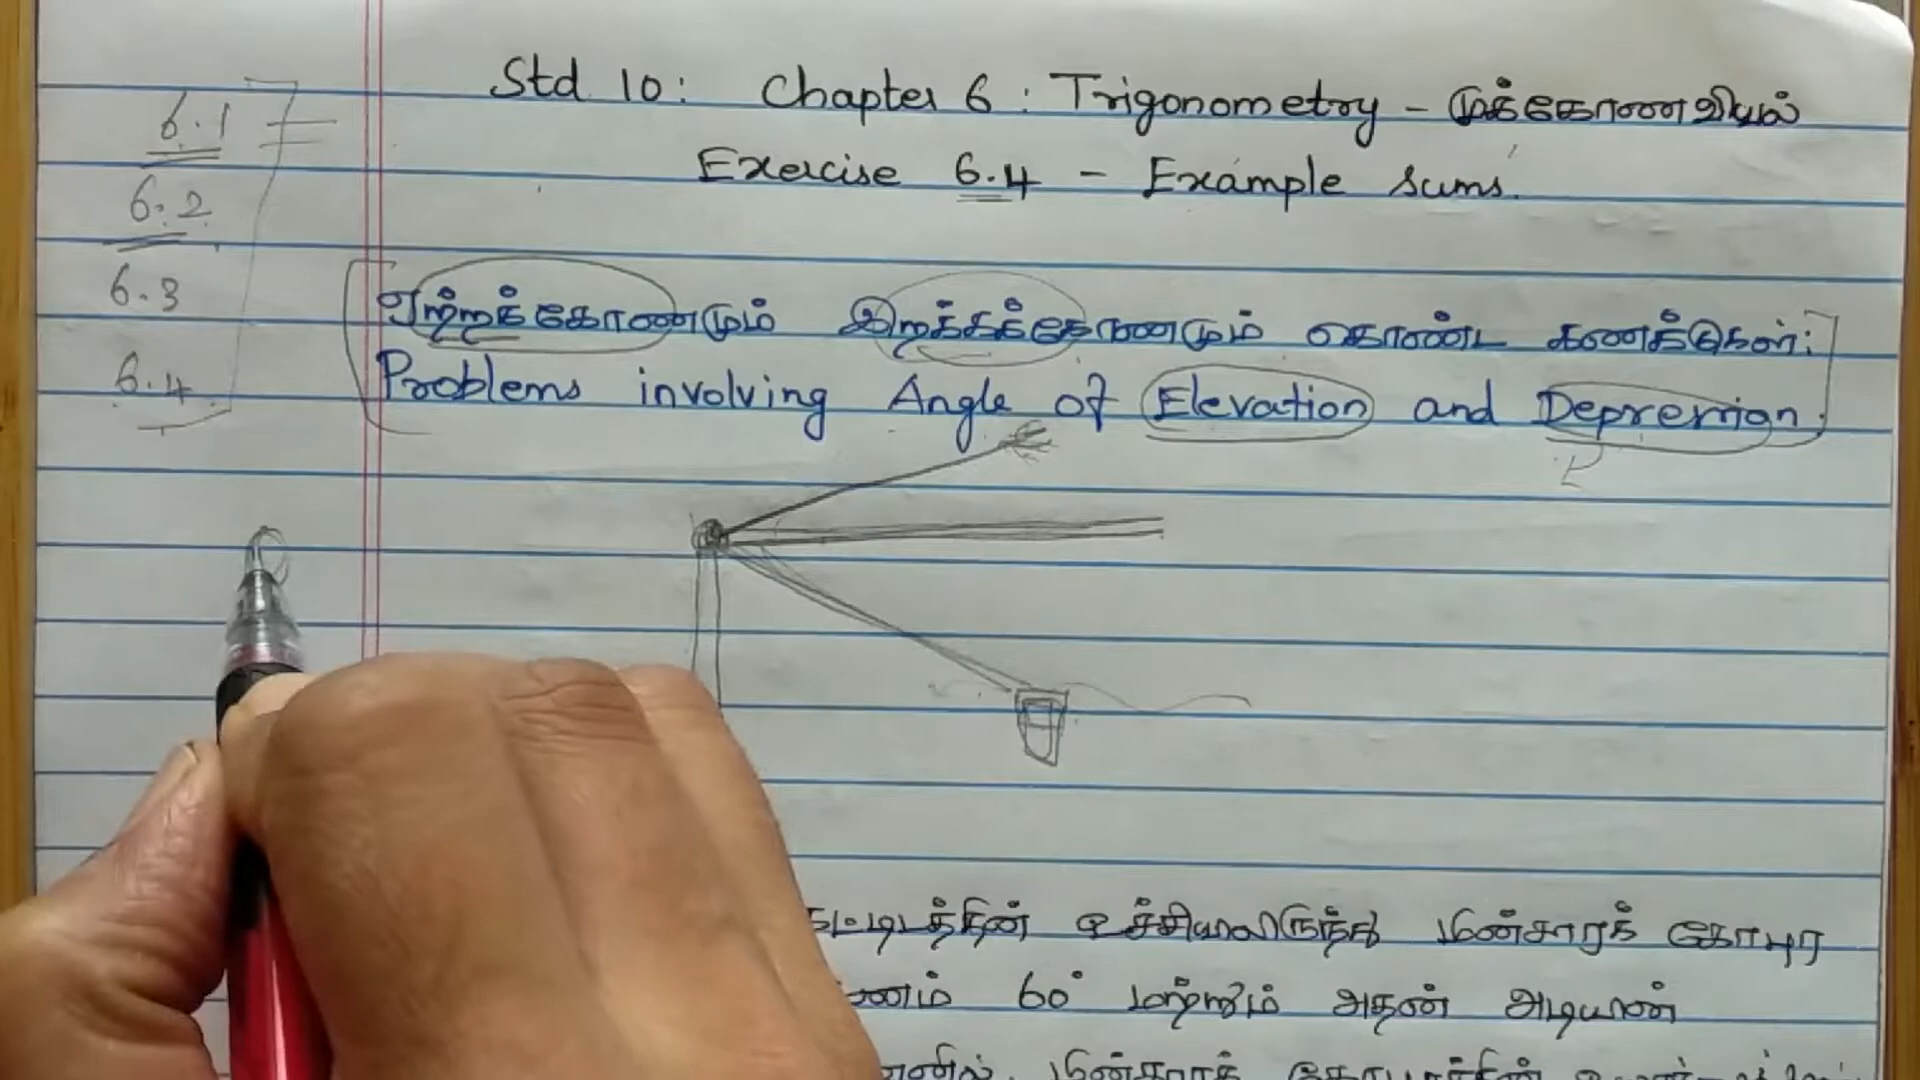 Std 10: Chapter 6 : Trigonometry - முக்கோணவியல்
Exercise 6.4 - Example sums.
6.1
6.2
6.3
6.4
ஏற்றக்கோணமும் இறக்கக்கோணமும் கொண்ட கணக்குகள்:
Problems involving Angle of Elevation and Depression.
உச்சியிலிருந்து மின்சாரக் கோபுர
60° மற்றும் அதன் அடியின்
மின்சாரக்